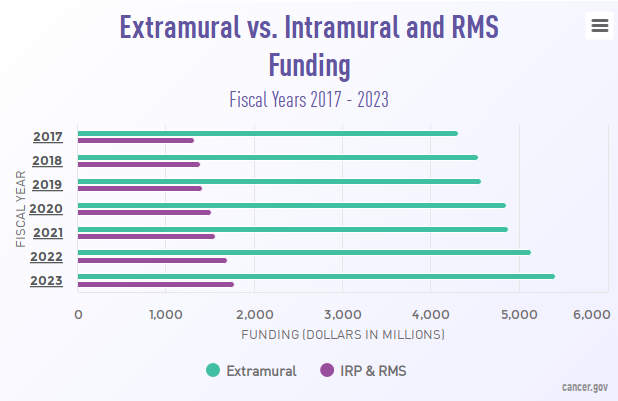 Extramural vs. Intramural and RMS
Funding
Fiscal Years 2017 - 2023
FISCAL YEAR
2017
2018
2019
2020
2021
2022
2023
0 1,000 2,000 3,000 4,000 5,000 6,000
FUNDING (DOLLARS IN MILLIONS)
Extramural IRP & RMS
cancer.gov